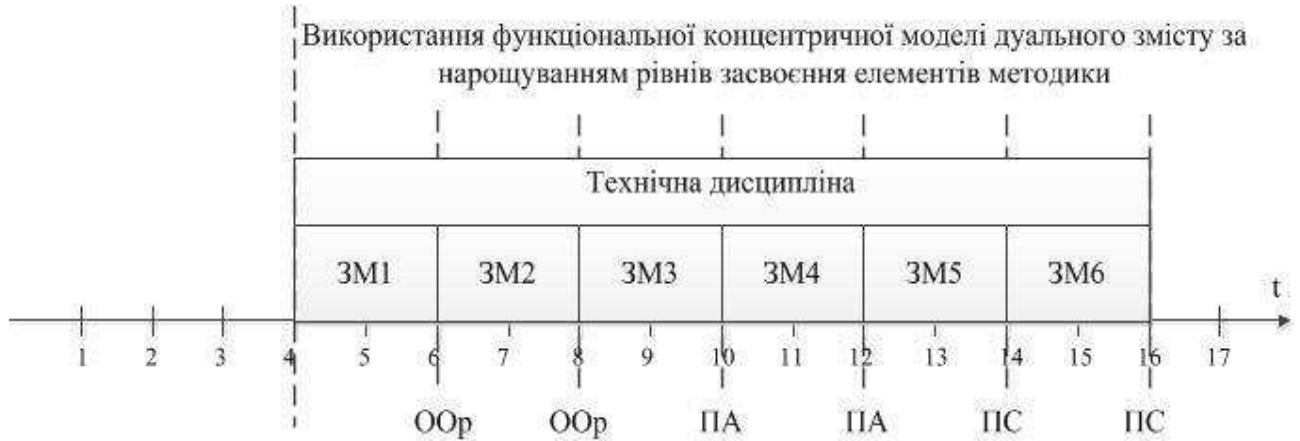 Використання функціональної концентричної моделі дуального змісту за
нарощуванням рівнів засвоєння елементів методики
Технічна дисципліна
ЗМ1 ЗМ2 ЗМ3 ЗМ4 ЗМ5 ЗМ6
t
1 2 3 4 5 6 7 8 9 10 11 12 13 14 15 16 17
ООр ООр ПА ПА ПС ПС